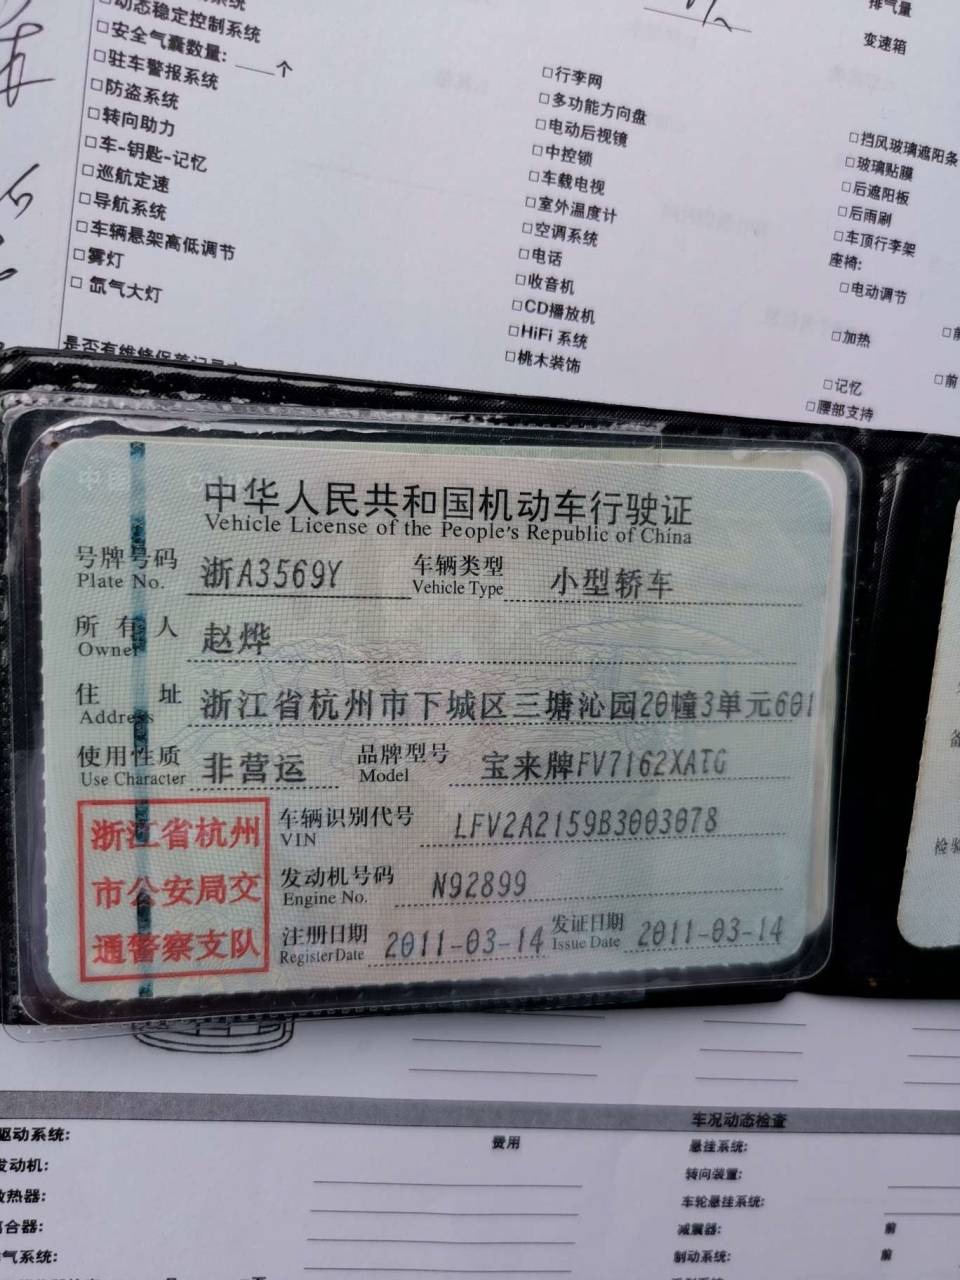 动态稳定控制系统
□安全气囊数量: ___个
□驻车警报系统
□防盗系统
□转向助力
□车-钥匙-记忆
□巡航定速
□导航系统
□车辆悬架高低调节
□雾灯
□氙气大灯
□行李网
□多功能方向盘
□电动后视镜
□中控锁
□车载电视
□室外温度计
□空调系统
□电话
□收音机
□CD播放机
□HiFi 系统
□桃木装饰
排气量
变速箱
□挡风玻璃遮阳条
□玻璃贴膜
□后遮阳板
□后雨刷
□车顶行李架
座椅:
□电动调节
□加热
□前
□记忆
□前
□腰部支持
中华人民共和国机动车行驶证
Vehicle License of the People's Republic of China
号牌号码 浙A3569Y 车辆类型 小型轿车
Plate No. Vehicle Type
所有人 赵烨
Owner
住址 浙江省杭州市下城区三塘沁园20幢3单元601
Address
使用性质 非营运 品牌型号 宝来牌FV7162XATG
Use Character Model
浙江省杭州
市公安局交
通警察支队
车辆识别代号 LFV2A2159B3003078
VIN
发动机号码 N92899
Engine No.
注册日期 2011-03-14 发证日期 2011-03-14
Register Date Issue Date
检验
车况动态检查
驱动系统:
费用
悬挂系统:
发动机:
转向装置:
散热器:
车轮悬挂系统:
离合器:
减震器: 前
气系统:
制动系统: 前